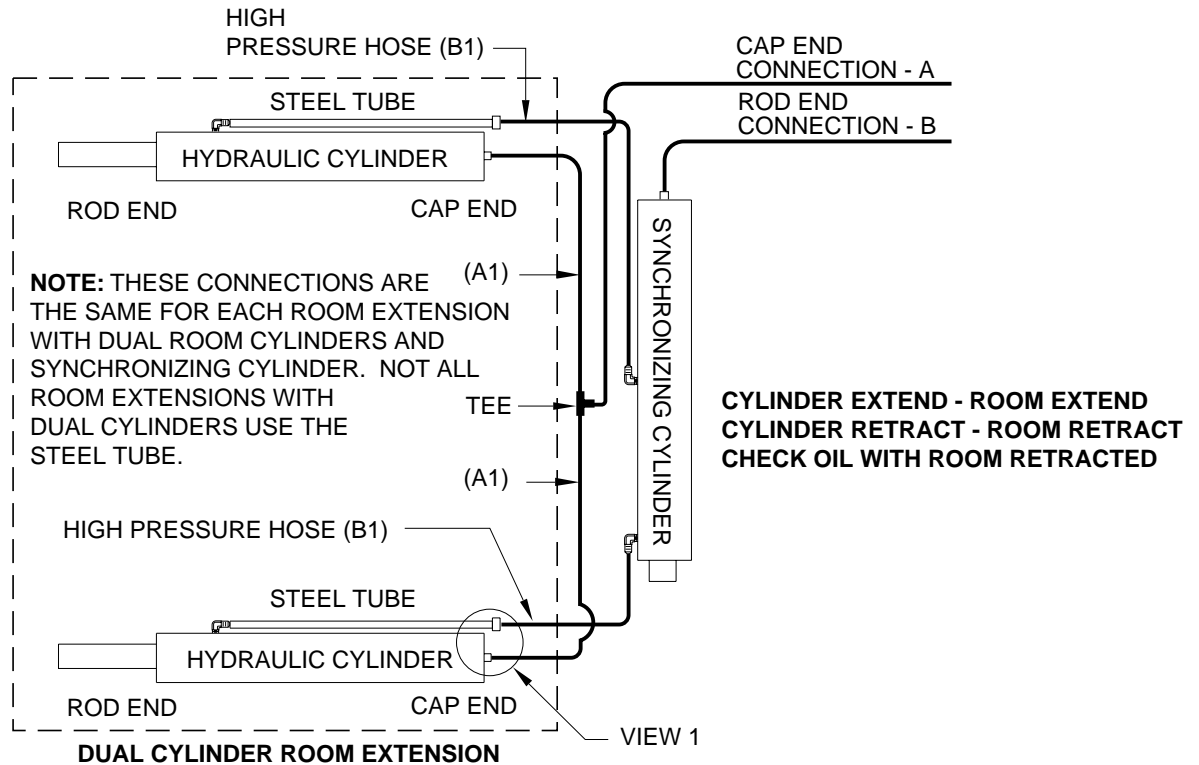 HIGH
PRESSURE HOSE (B1)
CAP END
CONNECTION - A
ROD END
CONNECTION - B
STEEL TUBE
HYDRAULIC CYLINDER
ROD END
CAP END
NOTE: THESE CONNECTIONS ARE
THE SAME FOR EACH ROOM EXTENSION
WITH DUAL ROOM CYLINDERS AND
SYNCHRONIZING CYLINDER. NOT ALL
ROOM EXTENSIONS WITH
DUAL CYLINDERS USE THE
STEEL TUBE.
(A1)
TEE
(A1)
SYNCHRONIZING CYLINDER
CYLINDER EXTEND - ROOM EXTEND
CYLINDER RETRACT - ROOM RETRACT
CHECK OIL WITH ROOM RETRACTED
HIGH PRESSURE HOSE (B1)
STEEL TUBE
HYDRAULIC CYLINDER
ROD END
CAP END
VIEW 1
DUAL CYLINDER ROOM EXTENSION